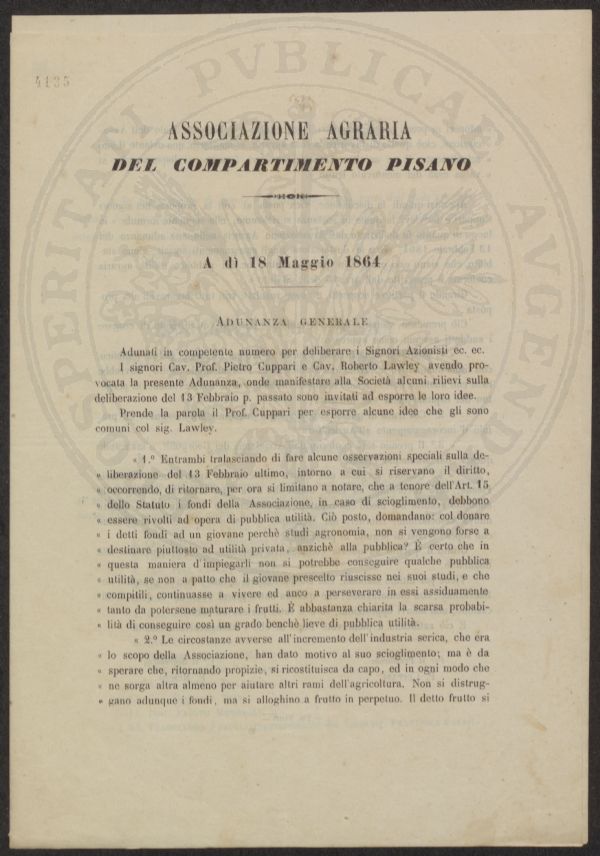 4135
PVBLICAE
PROSPERITATI
AVGENDAE
ASSOCIAZIONE AGRARIA
DEL COMPARTIMENTO PISANO
A dì 18 Maggio 1864
ADUNANZA GENERALE
Adunati in competente numero per deliberare i Signori Azionisti ec. ec.
I signori Cav. Prof. Pietro Cuppari e Cav. Roberto Lawley avendo pro-
vocata la presente Adunanza, onde manifestare alla Società alcuni rilievi sulla
deliberazione del 13 Febbraio p. passato sono invitati ad esporre le loro idee.
Prende la parola il Prof. Cuppari per esporre alcune idee che gli sono
comuni col sig. Lawley.
« 1.º Entrambi tralasciando di fare alcune osservazioni speciali sulla de-
« liberazione del 13 Febbraio ultimo, intorno a cui si riservano il diritto,
« occorrendo, di ritornare, per ora si limitano a notare, che a tenore dell'Art. 15
« dello Statuto i fondi della Associazione, in caso di scioglimento, debbono
« essere rivolti ad opera di pubblica utilità. Ciò posto, domandano: col donare
« i detti fondi ad un giovane perchè studi agronomia, non si vengono forse a
« destinare piuttosto ad utilità privata, anzichè alla pubblica? È certo che in
« questa maniera d'impiegarli non si potrebbe conseguire qualche pubblica
« utilità, se non a patto che il giovane prescelto riuscisse nei suoi studi, e che
« compitili, continuasse a vivere ed anco a perseverare in essi assiduamente
« tanto da potersene maturare i frutti. È abbastanza chiarita la scarsa probabi-
« lità di conseguire così un grado benchè lieve di pubblica utilità.
« 2.º Le circostanze avverse all'incremento dell'industria serica, che era
« lo scopo della Associazione, han dato motivo al suo scioglimento; ma è da
« sperare che, ritornando propizie, si ricostituisca da capo, ed in ogni modo che
« ne sorga altra almeno per aiutare altri rami dell'agricoltura. Non si distrug-
« gano adunque i fondi, ma si alloghino a frutto in perpetuo. Il detto frutto si